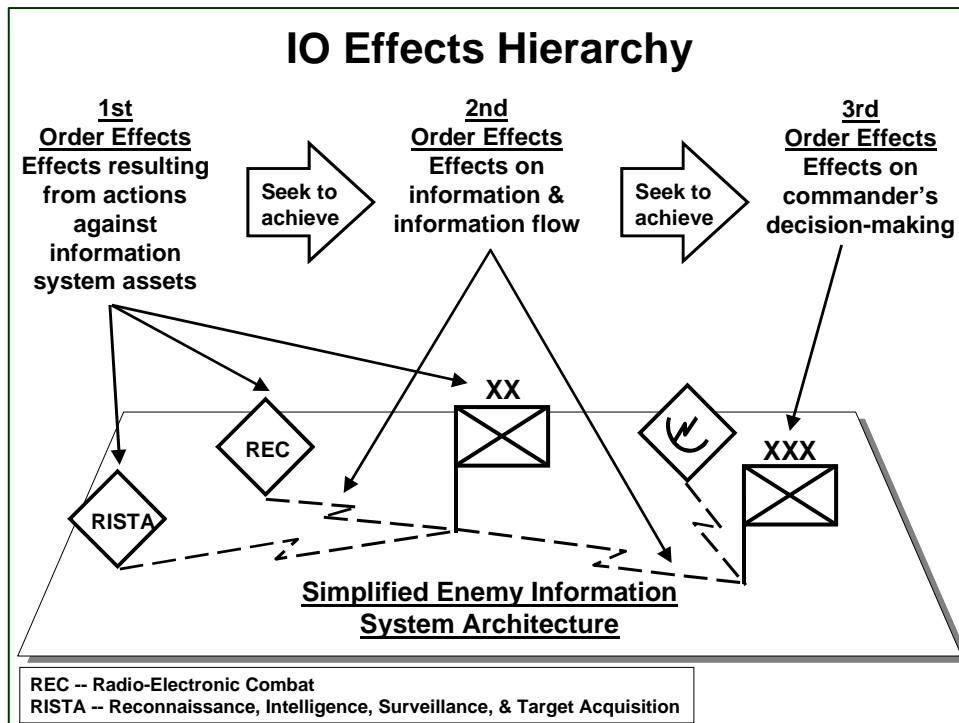 IO Effects Hierarchy
1st
Order Effects
Effects resulting
from actions
against
information
system assets
Seek to
achieve
2nd
Order Effects
Effects on
information &
information flow
Seek to
achieve
3rd
Order Effects
Effects on
commander's
decision-making
XX
REC
XXX
RISTA
Simplified Enemy Information
System Architecture
REC -- Radio-Electronic Combat
RISTA -- Reconnaissance, Intelligence, Surveillance, & Target Acquisition